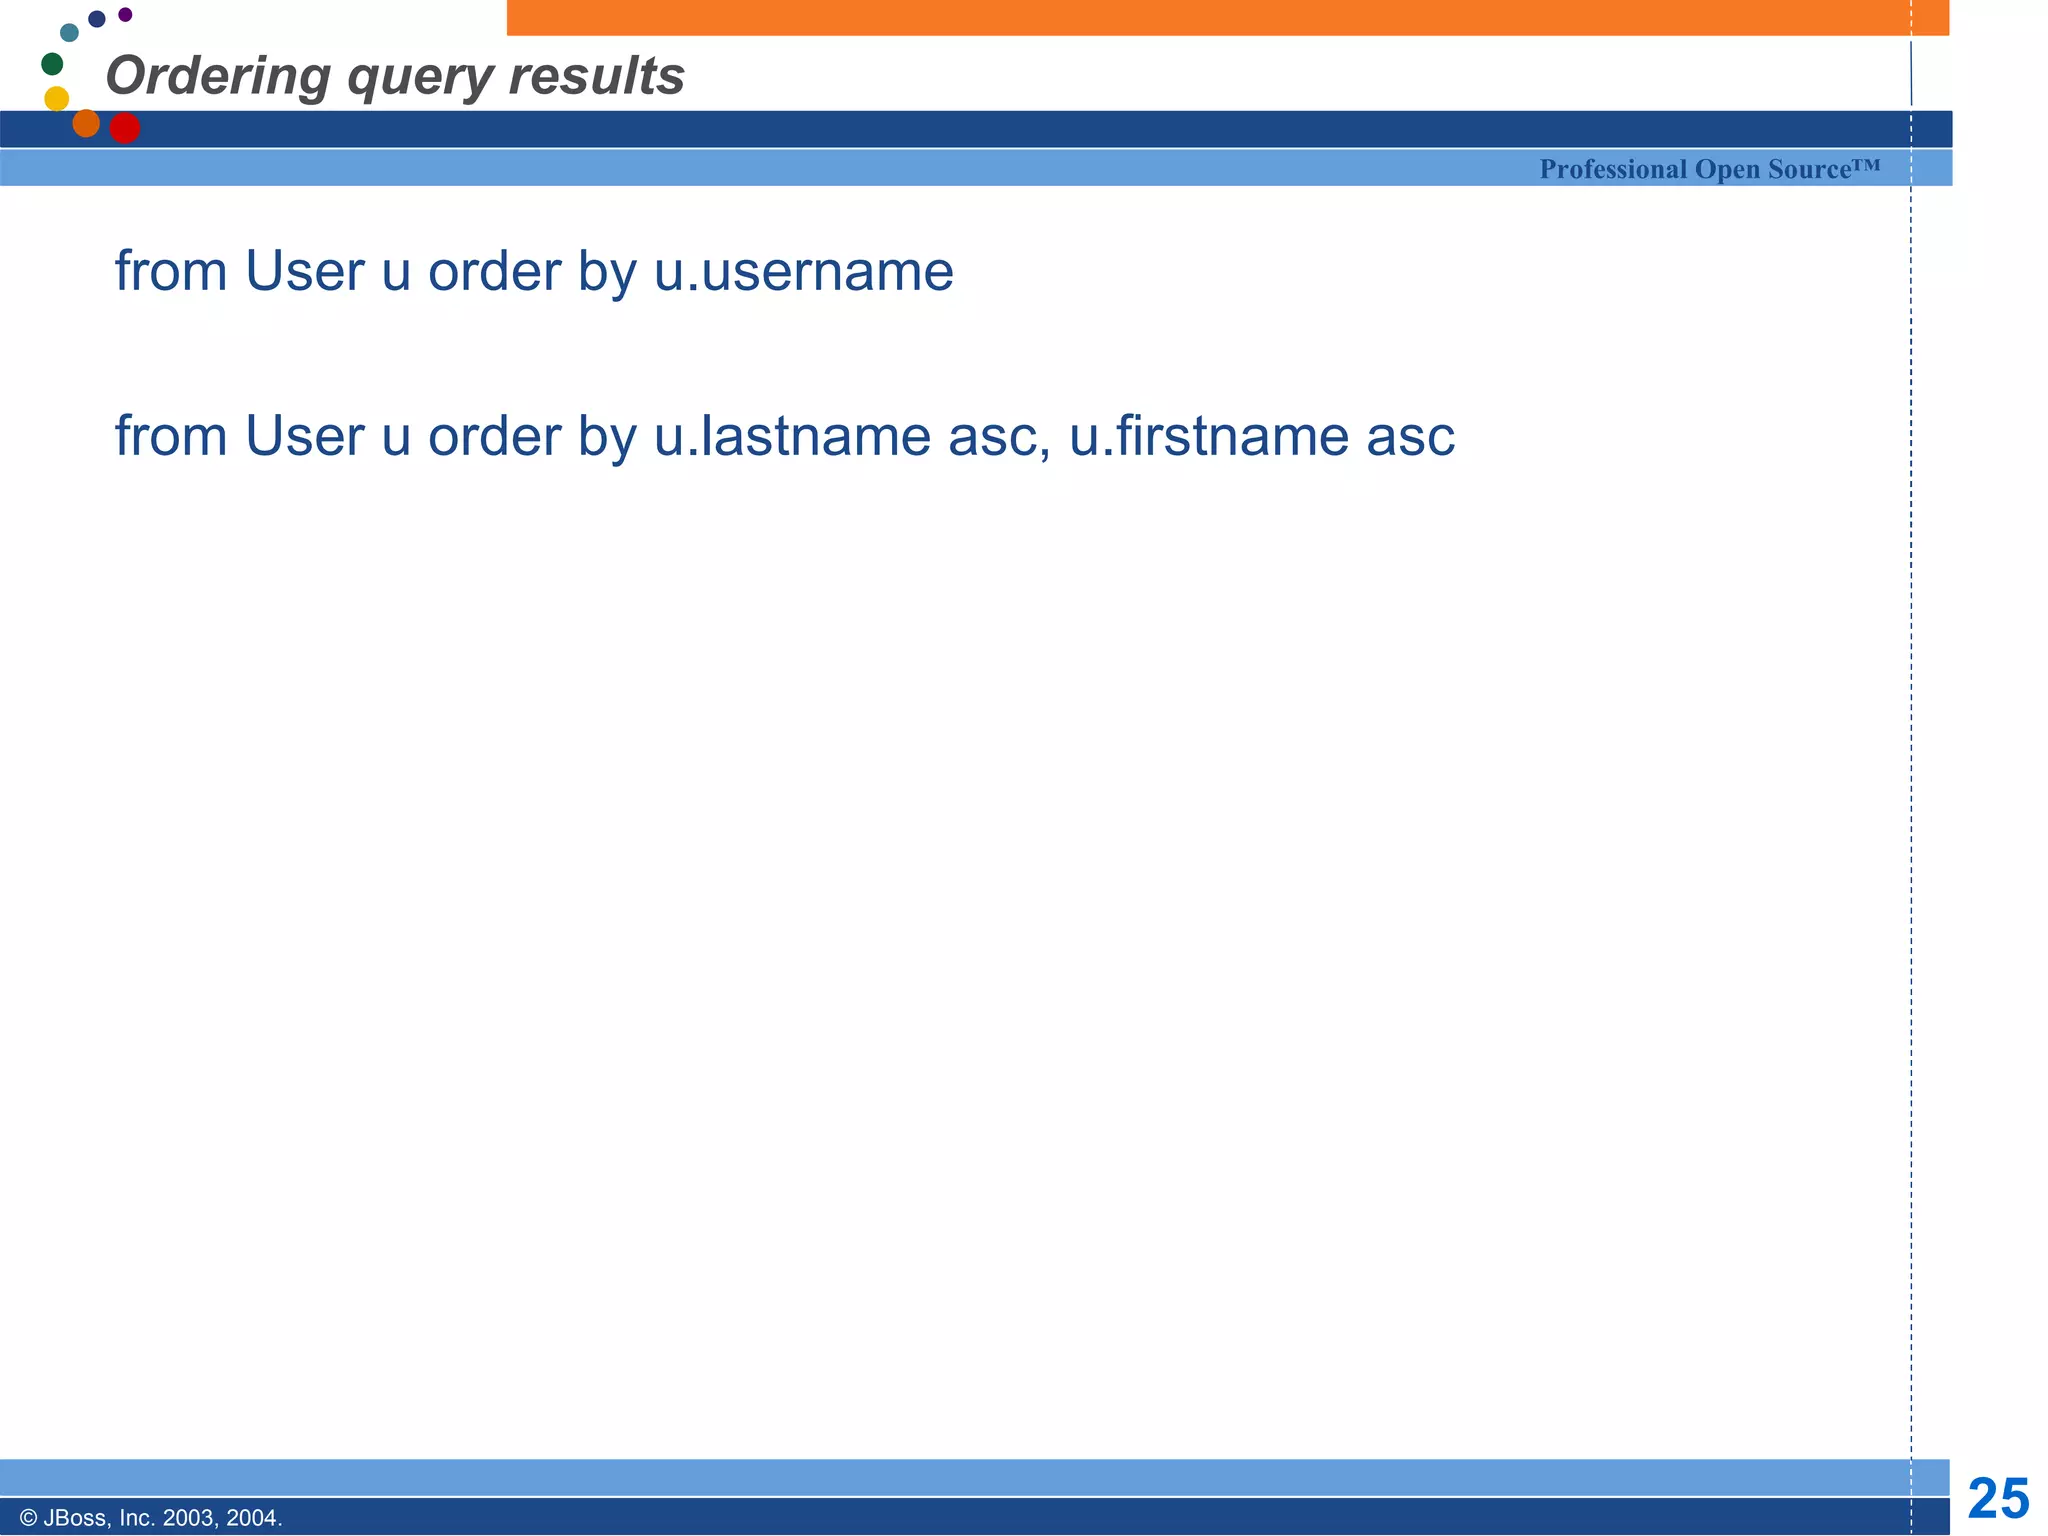 Ordering query results
Professional Open Source™
from User u order by u.username
from User u order by u.lastname asc, u.firstname asc
© JBoss, Inc. 2003, 2004.
25